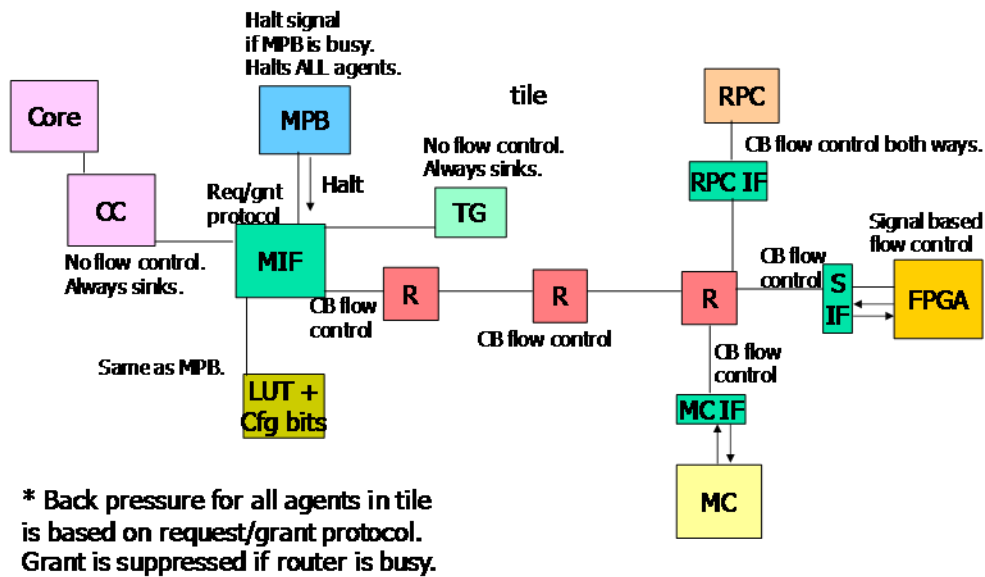 Halt signal
if MPB is busy.
Halts ALL agents.
tile
Core
MPB
RPC
No flow control.
Always sinks.
CB flow control both ways.
Halt
RPC IF
Req/gnt
protocol
CC
TG
Signal based
flow control
No flow control.
Always sinks.
MIF
CB flow
control
R
R
R
CB flow
control
S
IF
FPGA
CB flow control
CB flow
control
Same as MPB.
LUT +
Cfg bits
MC IF
MC
* Back pressure for all agents in tile
is based on request/grant protocol.
Grant is suppressed if router is busy.